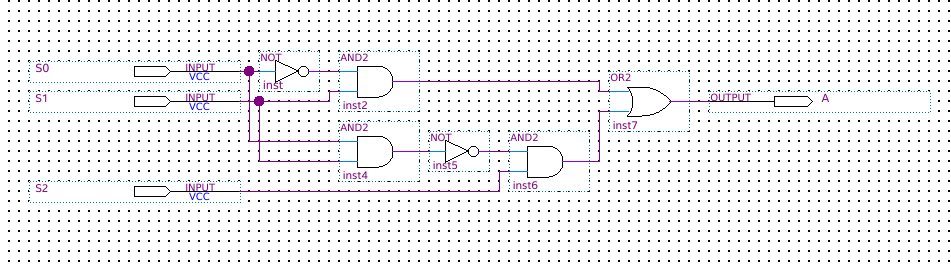 NOT
AND2
S0
INPUT
VCC
inst
OR2
S1
INPUT
VCC
inst2
OUTPUT
A
AND2
NOT
AND2
inst7
inst4
inst5
inst6
S2
INPUT
VCC